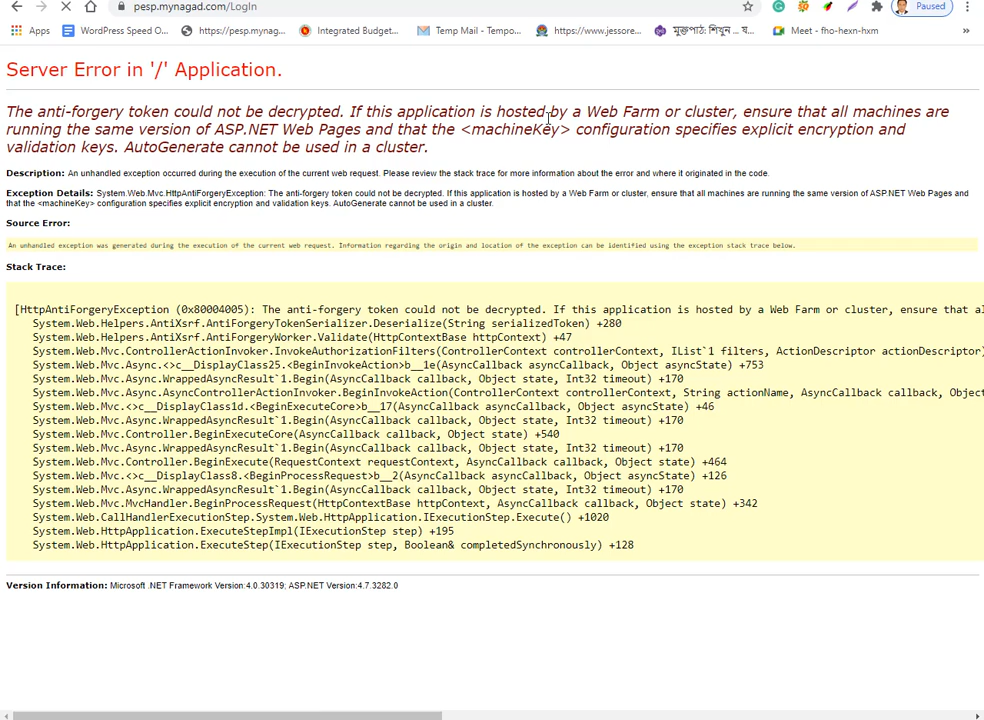 pesp.mynagad.com/LogIn
Paused
Apps WordPress Speed O... https://pesp.mynag... Integrated Budget... Temp Mail - Tempo... https://www.jessore... মুক্তপাঠ: শিখুন ... য... Meet - fho-hexn-hxm »
Server Error in '/' Application.
The anti-forgery token could not be decrypted. If this application is hosted by a Web Farm or cluster, ensure that all machines are
running the same version of ASP.NET Web Pages and that the <machineKey> configuration specifies explicit encryption and
validation keys. AutoGenerate cannot be used in a cluster.
Description: An unhandled exception occurred during the execution of the current web request. Please review the stack trace for more information about the error and where it originated in the code.
Exception Details: System.Web.Mvc.HttpAntiForgeryException: The anti-forgery token could not be decrypted. If this application is hosted by a Web Farm or cluster, ensure that all machines are running the same version of ASP.NET Web Pages and
that the <machineKey> configuration specifies explicit encryption and validation keys. AutoGenerate cannot be used in a cluster.
Source Error:
An unhandled exception was generated during the execution of the current web request. Information regarding the origin and location of the exception can be identified using the exception stack trace below.
Stack Trace:
[HttpAntiForgeryException (0x80004005): The anti-forgery token could not be decrypted. If this application is hosted by a Web Farm or cluster, ensure that al
System.Web.Helpers.AntiXsrf.AntiForgeryTokenSerializer.Deserialize(String serializedToken) +280
System.Web.Helpers.AntiXsrf.AntiForgeryWorker.Validate(HttpContextBase httpContext) +47
System.Web.Mvc.ControllerActionInvoker.InvokeAuthorizationFilters(ControllerContext controllerContext, IList`1 filters, ActionDescriptor actionDescriptor)
System.Web.Mvc.Async.<>c__DisplayClass25.<BeginInvokeAction>b__1e(AsyncCallback asyncCallback, Object asyncState) +753
System.Web.Mvc.Async.WrappedAsyncResult`1.Begin(AsyncCallback callback, Object state, Int32 timeout) +170
System.Web.Mvc.Async.AsyncControllerActionInvoker.BeginInvokeAction(ControllerContext controllerContext, String actionName, AsyncCallback callback, Objec
System.Web.Mvc.<>c__DisplayClass1d.<BeginExecuteCore>b__17(AsyncCallback asyncCallback, Object asyncState) +46
System.Web.Mvc.Async.WrappedAsyncResult`1.Begin(AsyncCallback callback, Object state, Int32 timeout) +170
System.Web.Mvc.Controller.BeginExecuteCore(AsyncCallback callback, Object state) +540
System.Web.Mvc.Async.WrappedAsyncResult`1.Begin(AsyncCallback callback, Object state, Int32 timeout) +170
System.Web.Mvc.Controller.BeginExecute(RequestContext requestContext, AsyncCallback callback, Object state) +464
System.Web.Mvc.<>c__DisplayClass8.<BeginProcessRequest>b__2(AsyncCallback asyncCallback, Object asyncState) +126
System.Web.Mvc.Async.WrappedAsyncResult`1.Begin(AsyncCallback callback, Object state, Int32 timeout) +170
System.Web.Mvc.MvcHandler.BeginProcessRequest(HttpContextBase httpContext, AsyncCallback callback, Object state) +342
System.Web.CallHandlerExecutionStep.System.Web.HttpApplication.IExecutionStep.Execute() +1020
System.Web.HttpApplication.ExecuteStepImpl(IExecutionStep step) +195
System.Web.HttpApplication.ExecuteStep(IExecutionStep step, Boolean& completedSynchronously) +128
Version Information: Microsoft .NET Framework Version:4.0.30319; ASP.NET Version:4.7.3282.0